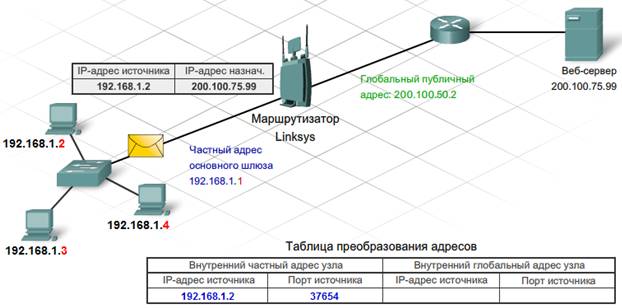 IP-адрес источника IP-адрес назнач.
192.168.1.2 200.100.75.99
Веб-сервер
200.100.75.99
Глобальный публичный
адрес: 200.100.50.2
Маршрутизатор
Linksys
192.168.1.2
Частный адрес
основного шлюза
192.168.1.1
192.168.1.4
192.168.1.3
Таблица преобразования адресов
Внутренний частный адрес узла Внутренний глобальный адрес узла
IP-адрес источника Порт источника IP-адрес источника Порт источника
192.168.1.2 37654